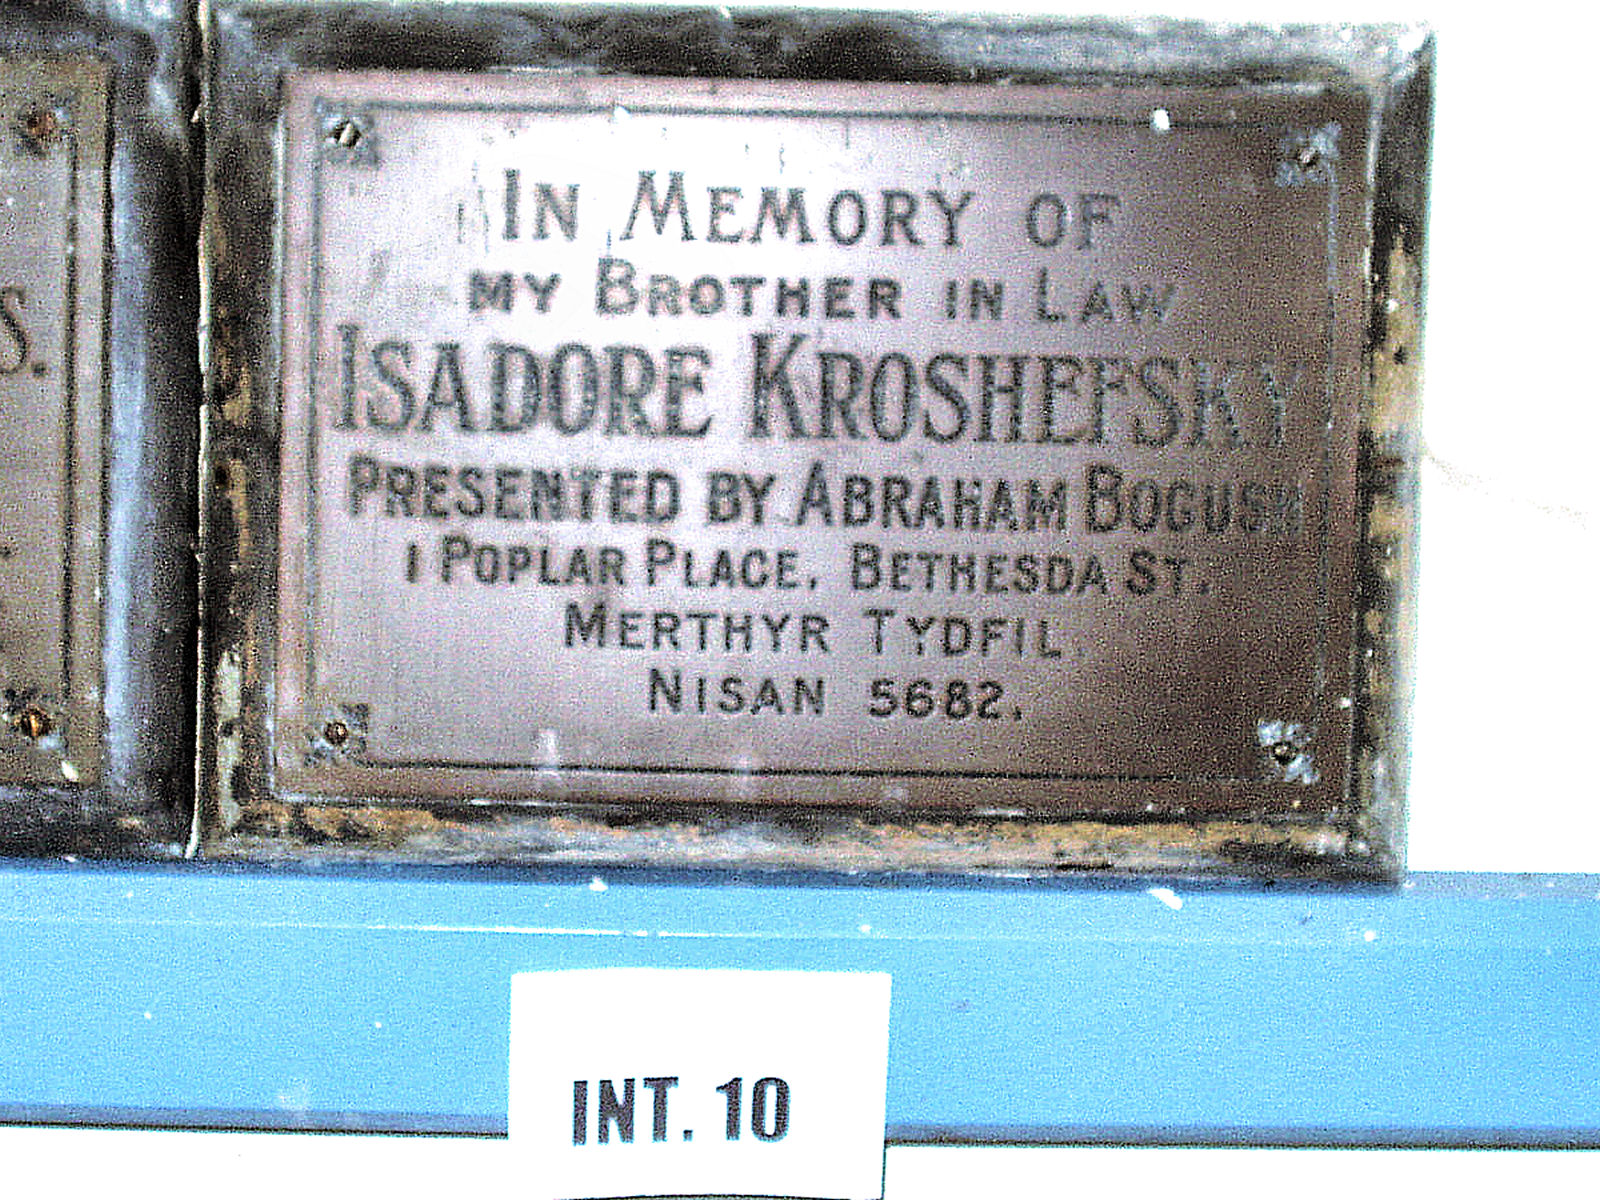 IN MEMORY OF
MY BROTHER IN LAW
ISADORE KROSHEFSKY
PRESENTED BY ABRAHAM BOGUSH
1 POPLAR PLACE, BETHESDA ST.
MERTHYR TYDFIL.
NISAN 5682.
S.
INT. 10